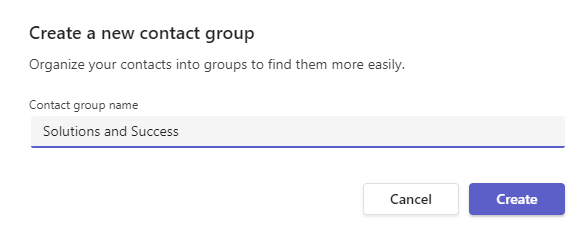 Create a new contact group
Organize your contacts into groups to find them more easily.
Contact group name
Solutions and Success
Cancel
Create